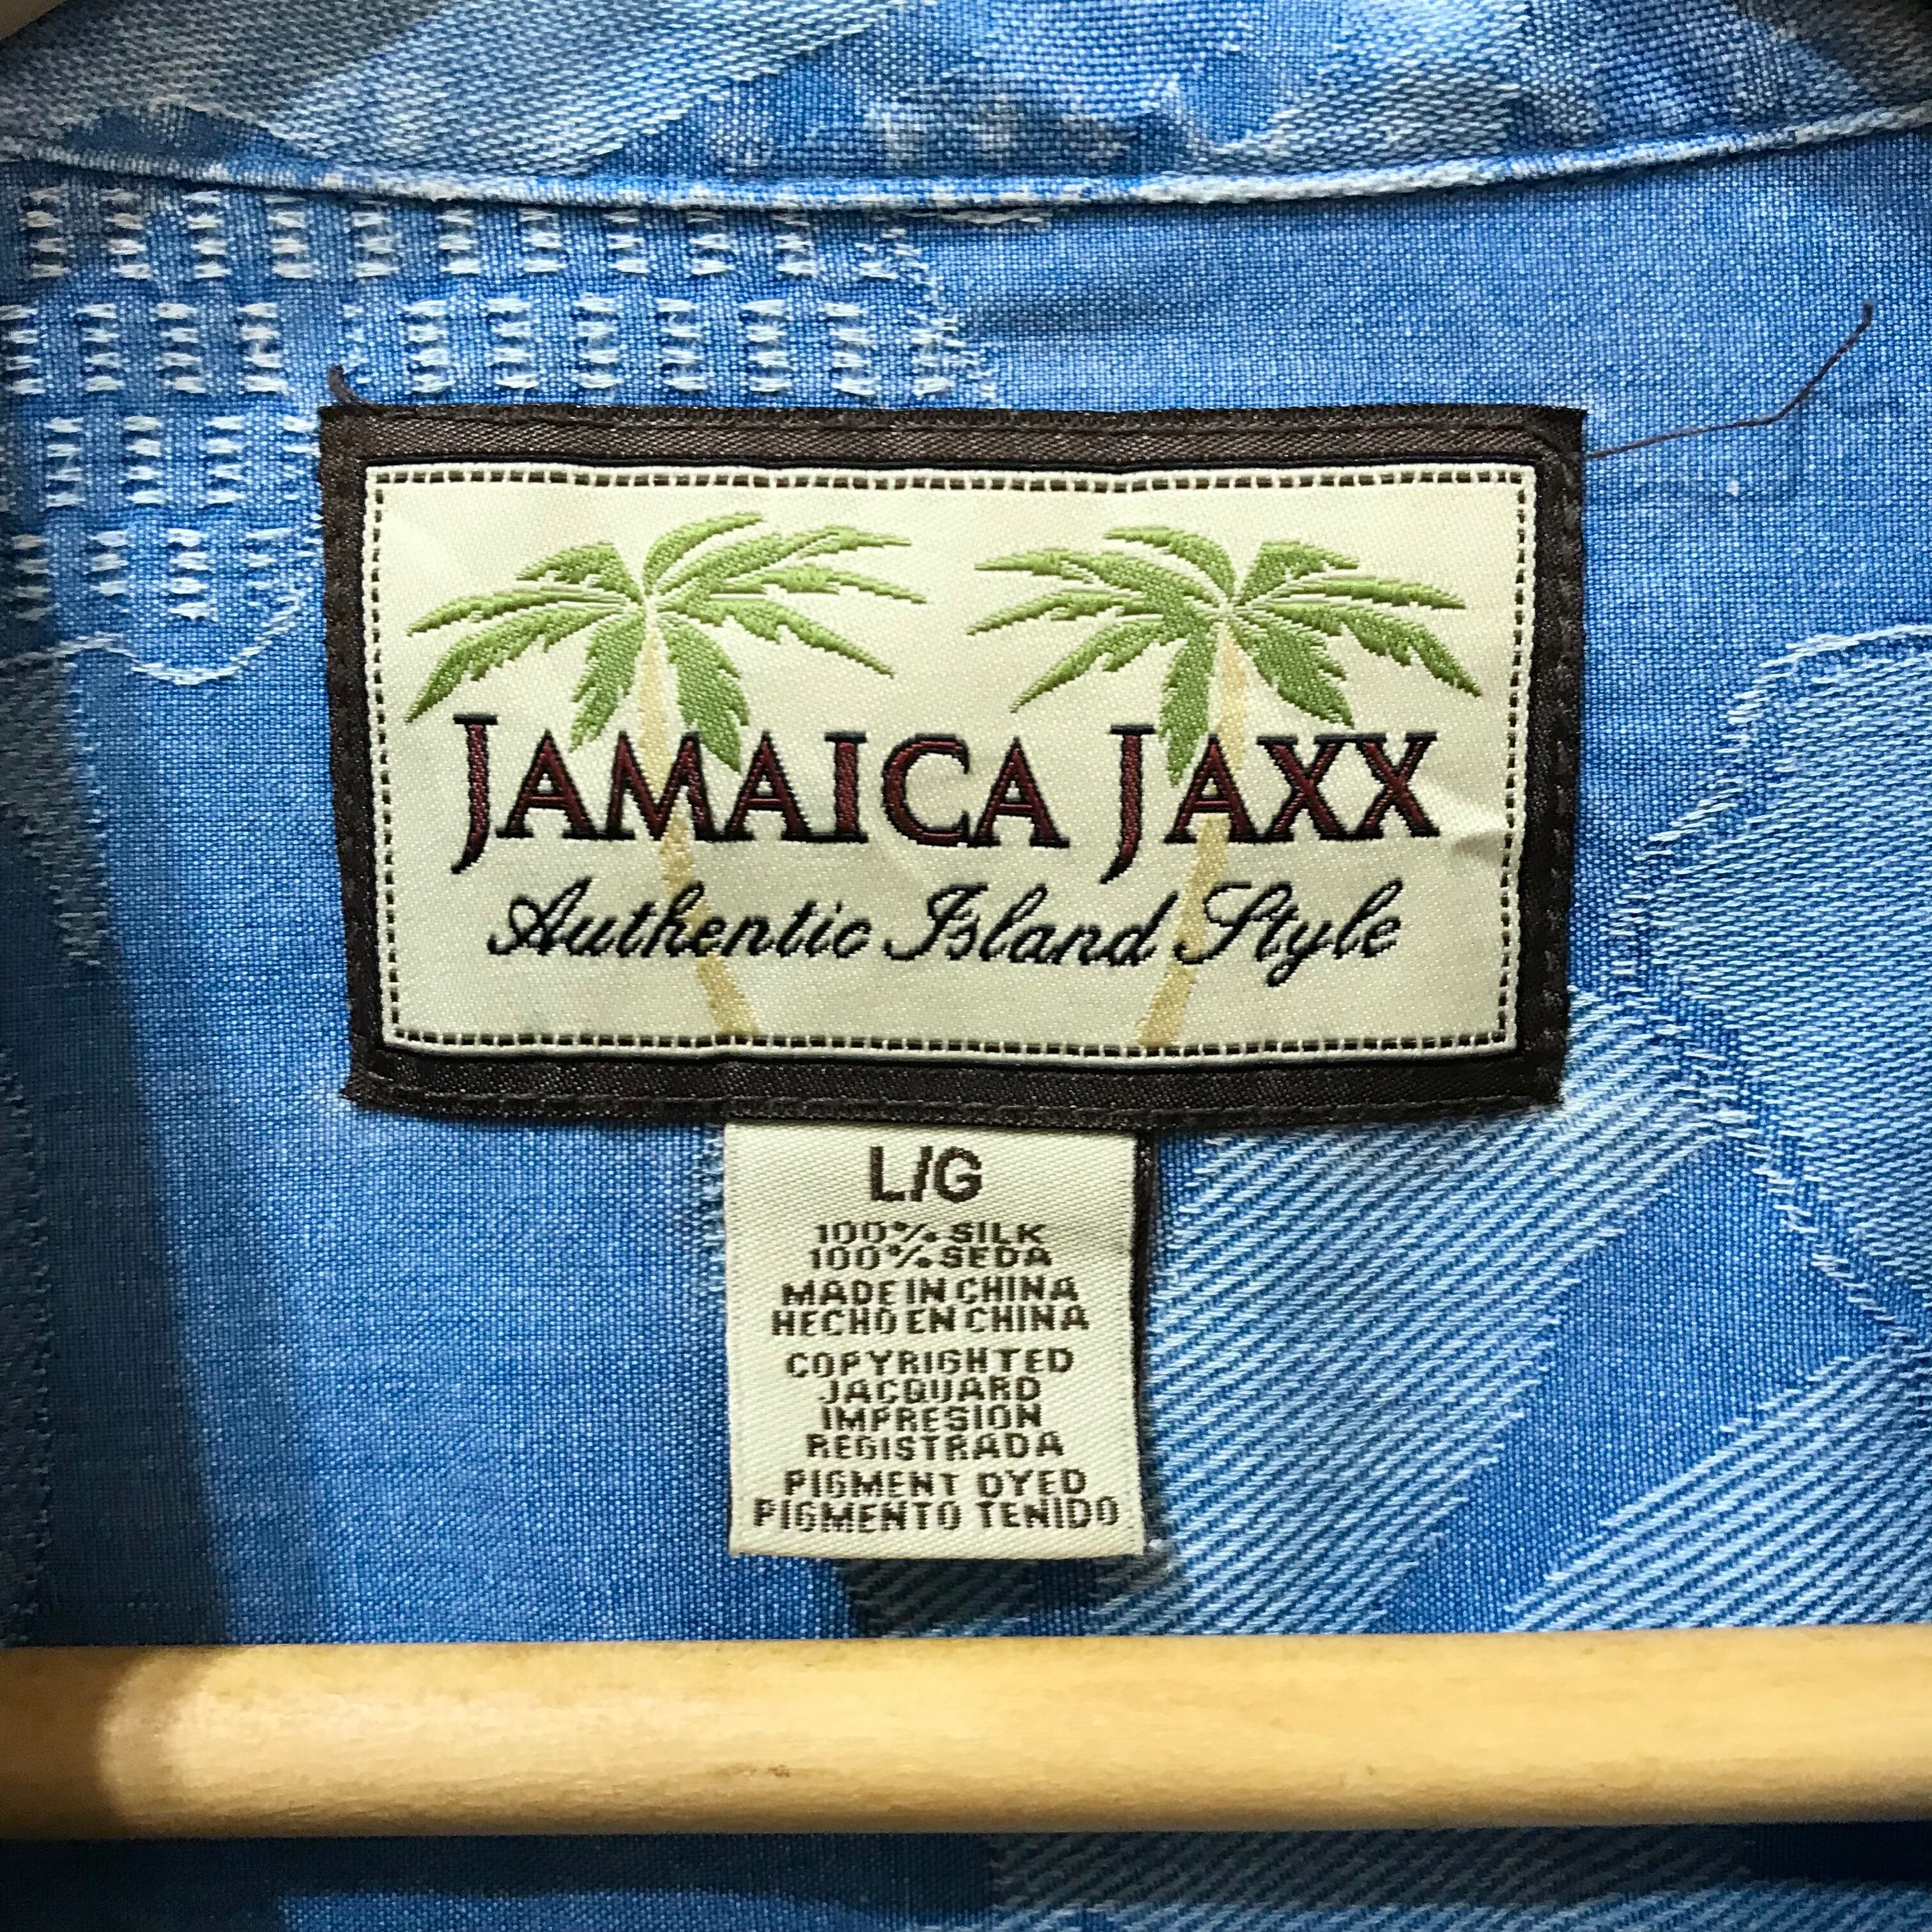 JAMAICA JAXX
Authentic Island Style
L/G
100% SILK
100% SEDA
MADE IN CHINA
HECHO EN CHINA
COPYRIGHTED
JACQUARD
IMPRESION
REGISTRADA
PIGMENT DYED
PIGMENTO TENIDO